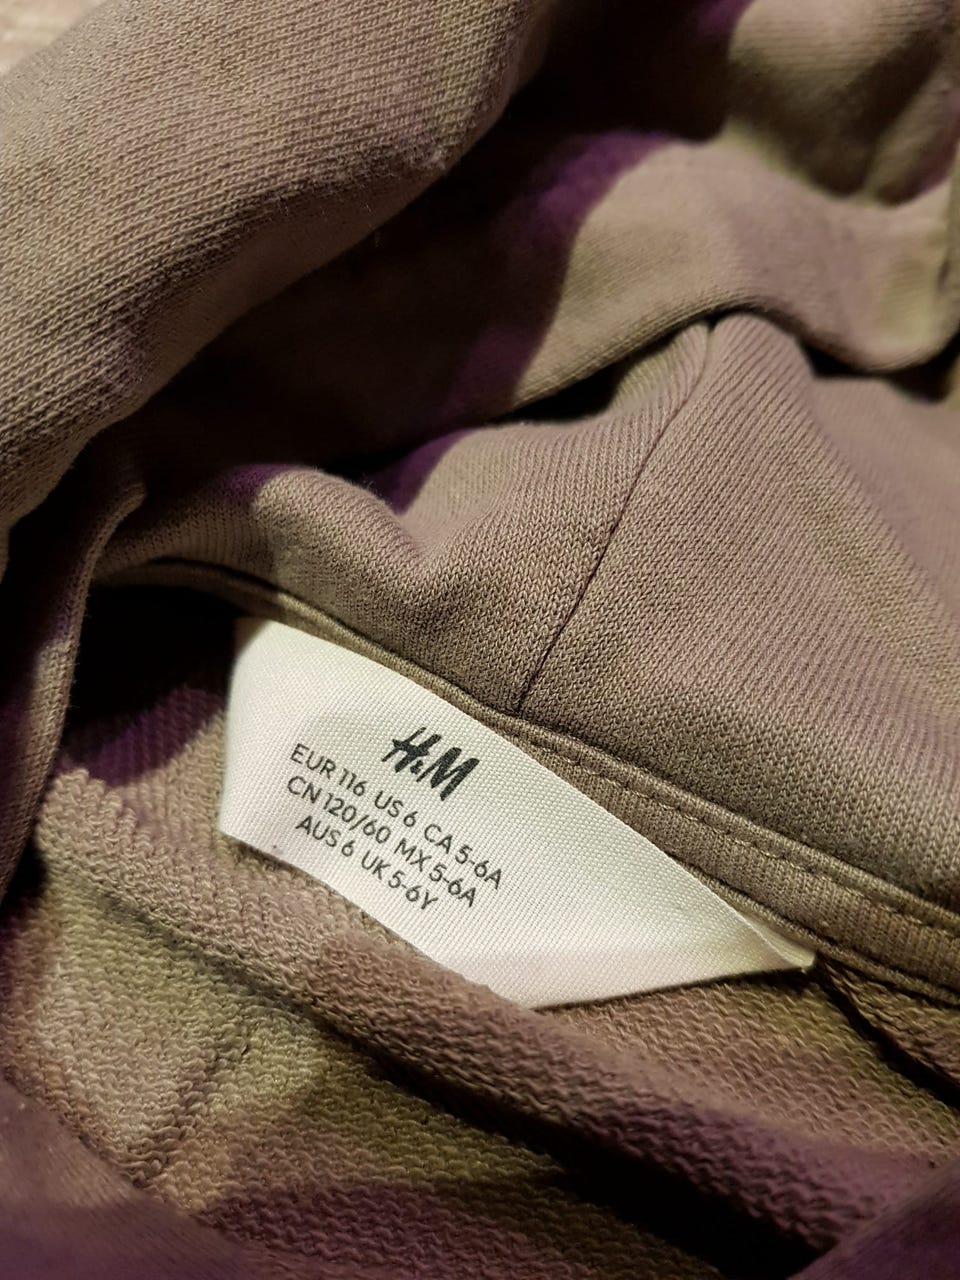 H&M
EUR 116 US 6 CA 5-6A
CN 120/60 MX 5-6A
AUS 6 UK 5-6Y